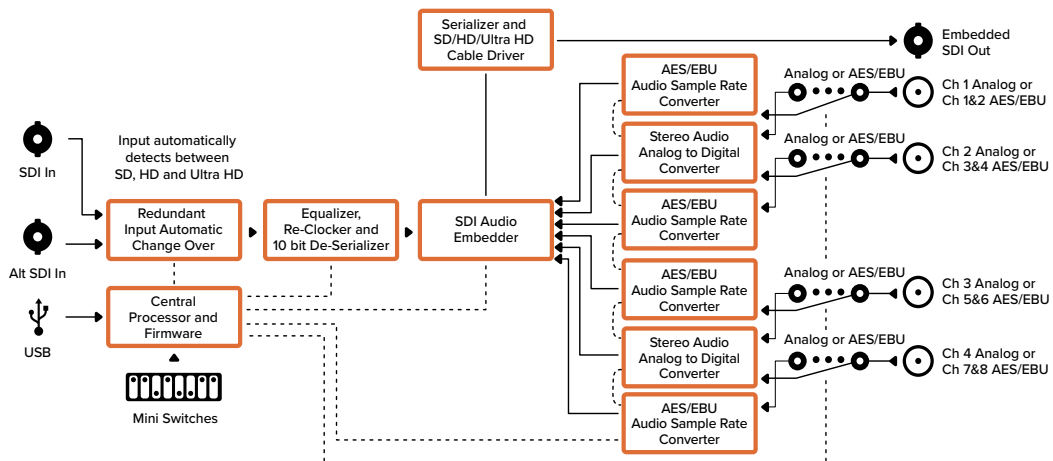 Serializer and
SD/HD/Ultra HD
Cable Driver
Embedded
SDI Out
AES/EBU
Audio Sample Rate
Converter
Analog or AES/EBU
Ch 1 Analog or
Ch 1&2 AES/EBU
SDI In
Input automatically
detects between
SD, HD and Ultra HD
Stereo Audio
Analog to Digital
Converter
Analog or AES/EBU
Ch 2 Analog or
Ch 3&4 AES/EBU
Alt SDI In
Redundant
Input Automatic
Change Over
Equalizer,
Re-Clocker and
10 bit De-Serializer
SDI Audio
Embedder
AES/EBU
Audio Sample Rate
Converter
USB
Central
Processor and
Firmware
Mini Switches
AES/EBU
Audio Sample Rate
Converter
Analog or AES/EBU
Ch 3 Analog or
Ch 5&6 AES/EBU
Stereo Audio
Analog to Digital
Converter
Analog or AES/EBU
Ch 4 Analog or
Ch 7&8 AES/EBU
AES/EBU
Audio Sample Rate
Converter